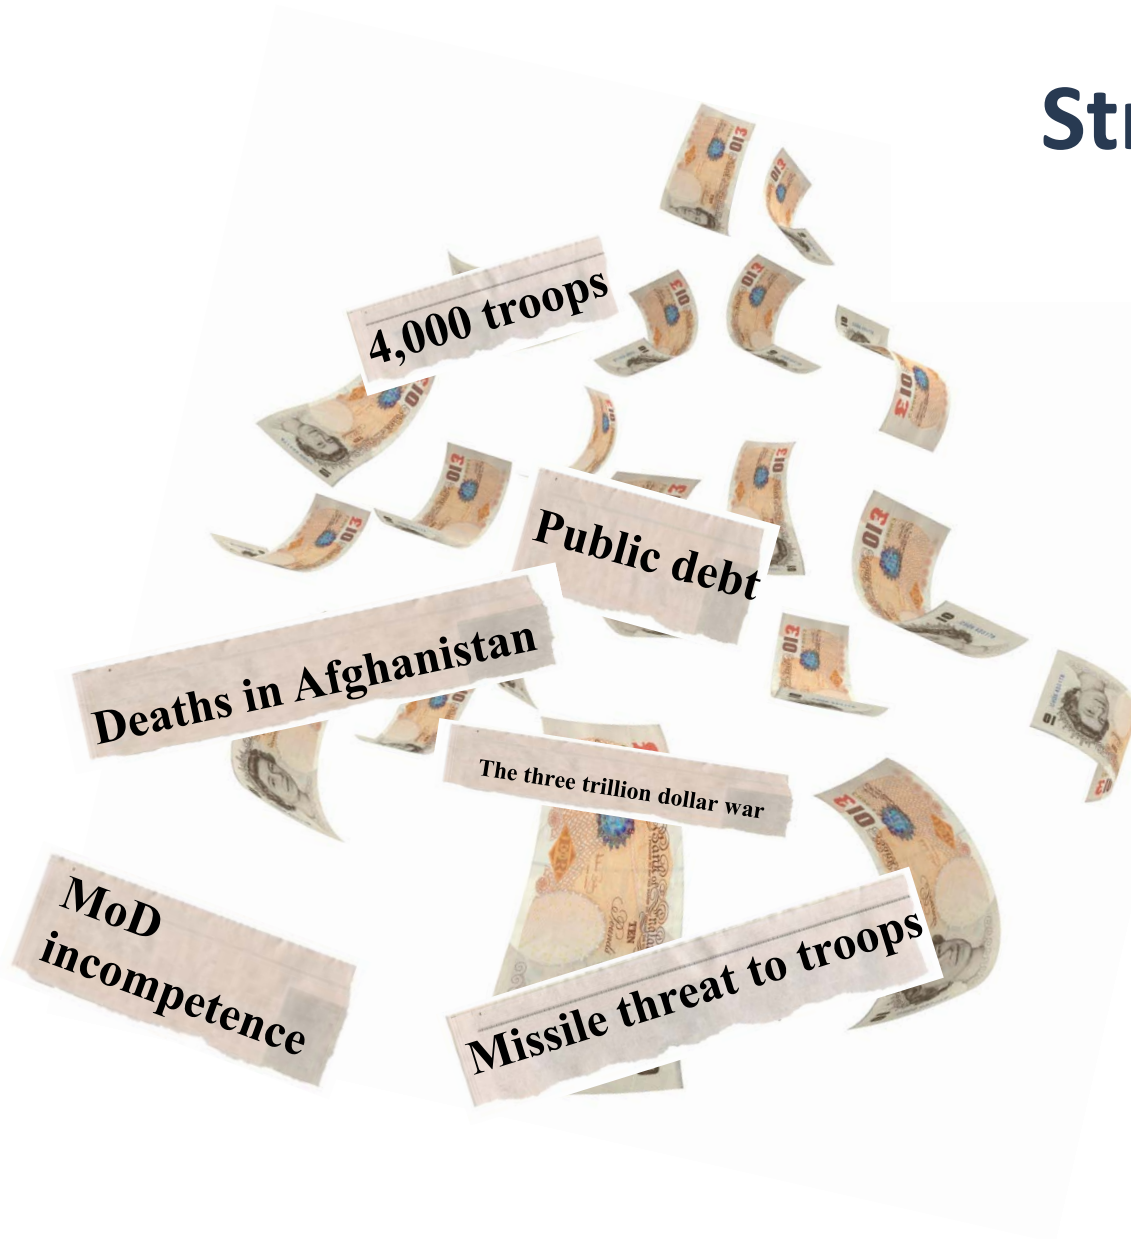 Str
4,000 troops
Public debt
Deaths in Afghanistan
The three trillion dollar war
MoD
incompetence
Missile threat to troops